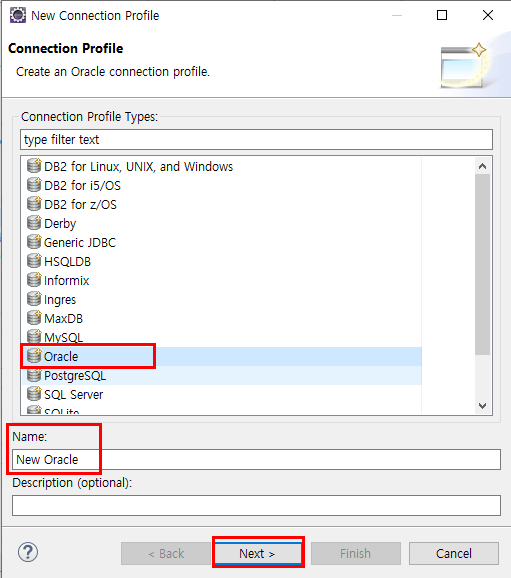 New Connection Profile
Connection Profile
Create an Oracle connection profile.
Connection Profile Types:
type filter text
DB2 for Linux, UNIX, and Windows
DB2 for i5/OS
DB2 for z/OS
Derby
Generic JDBC
HSQLDB
Informix
Ingres
MaxDB
MySQL
Oracle
PostgreSQL
SQL Server
SQLite
Name:
New Oracle
Description (optional):
?
< Back
Next >
Finish
Cancel